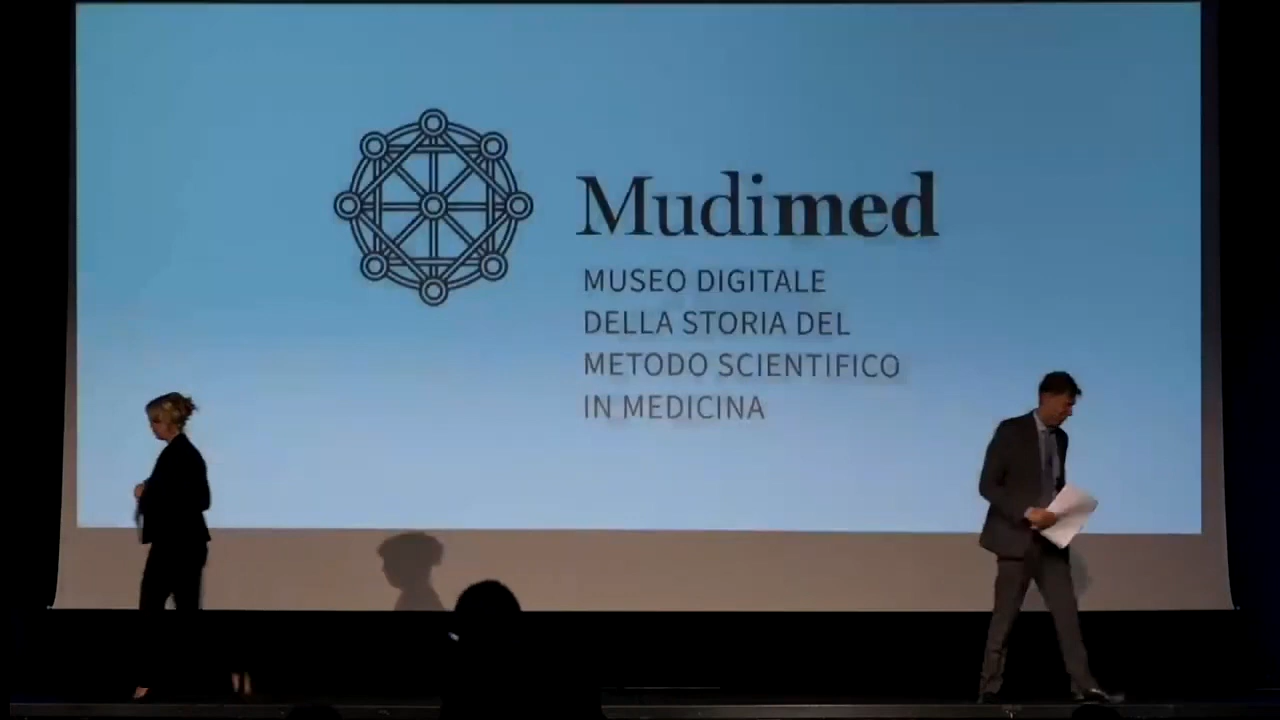 Mudimed
MUSEO DIGITALE
DELLA STORIA DEL
METODO SCIENTIFICO
IN MEDICINA